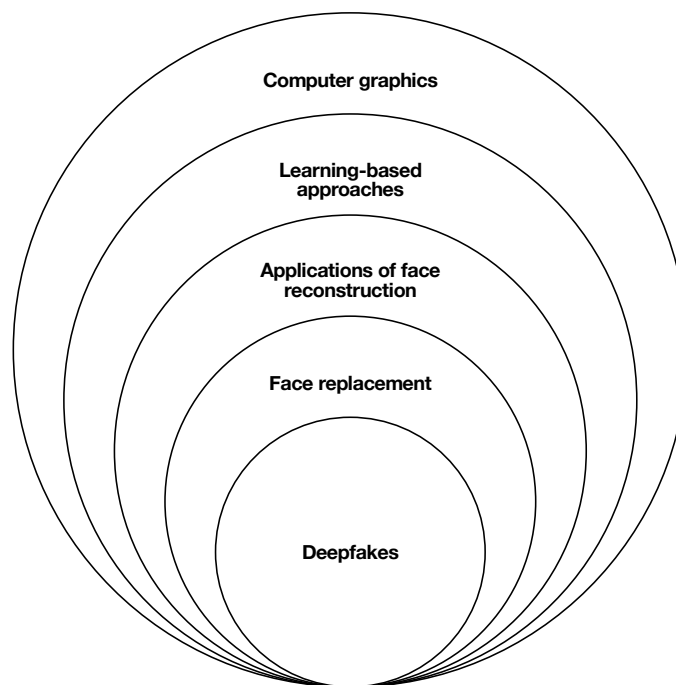 Computer graphics
Learning-based
approaches
Applications of face
reconstruction
Face replacement
Deepfakes